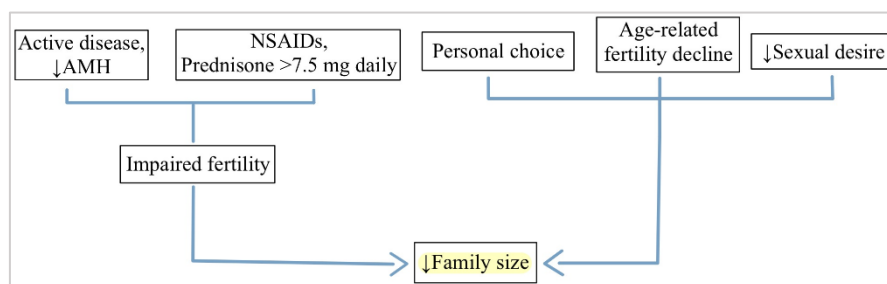 Active disease,
↓AMH
NSAIDs,
Prednisone >7.5 mg daily
Personal choice
Age-related
fertility decline
↓Sexual desire
Impaired fertility
↓Family size